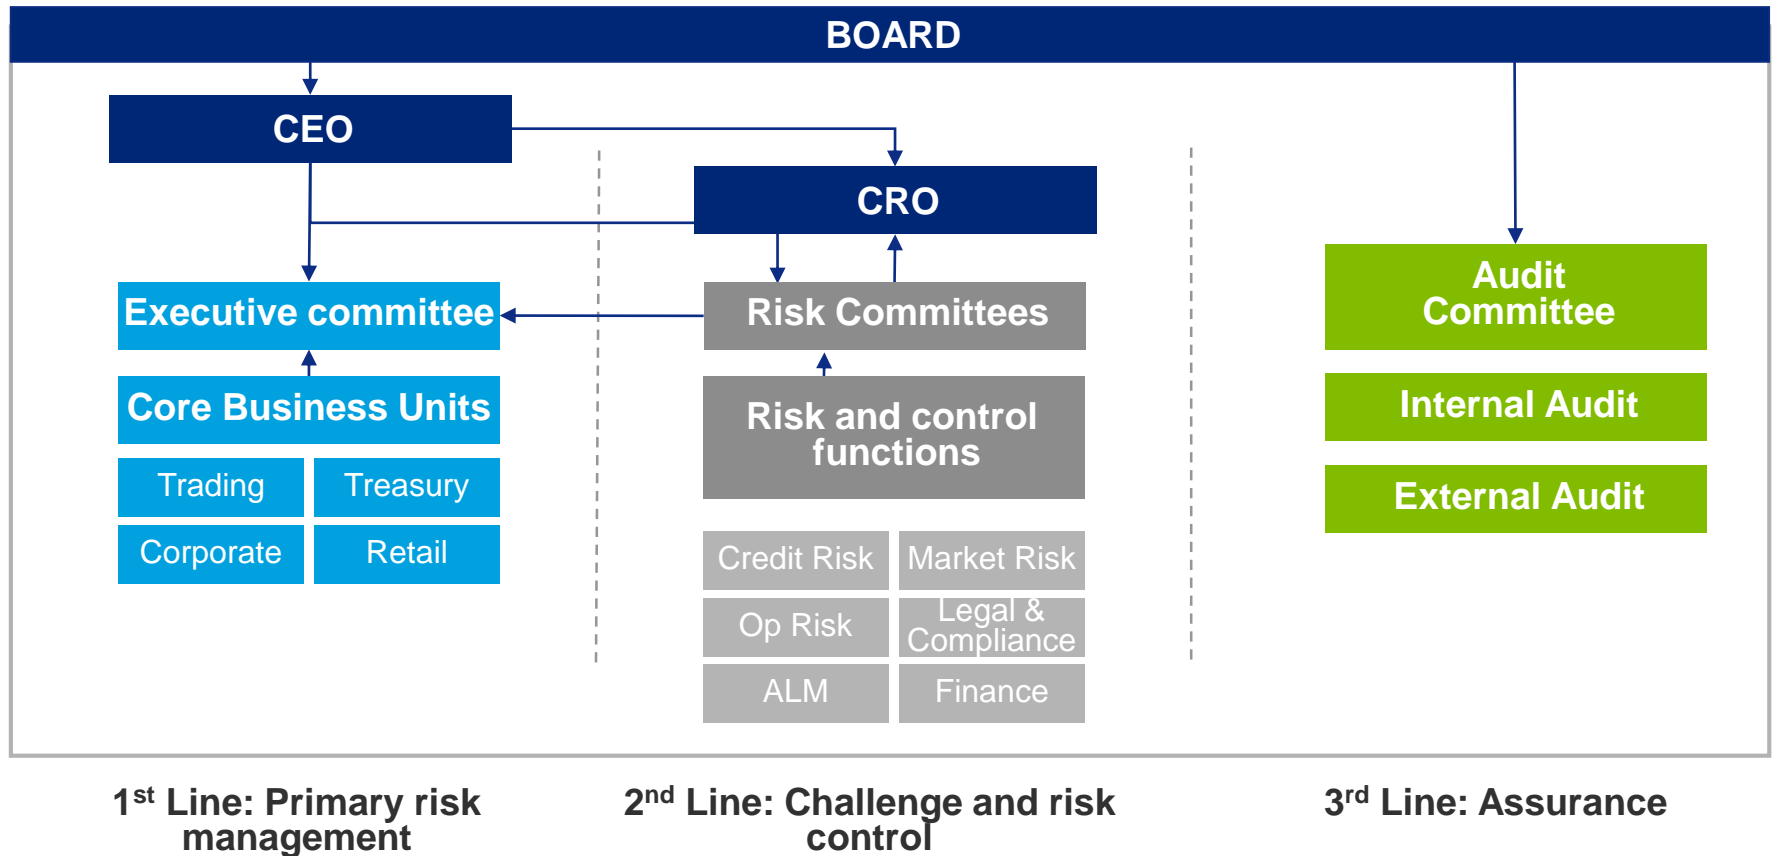 BOARD
CEO
CRO
Executive committee
Risk Committees
Audit
Committee
Core Business Units
Risk and control
functions
Internal Audit
Trading
Treasury
External Audit
Corporate
Retail
Credit Risk
Market Risk
Op Risk
Legal &
Compliance
ALM
Finance
1st Line: Primary risk
management
2nd Line: Challenge and risk
control
3rd Line: Assurance